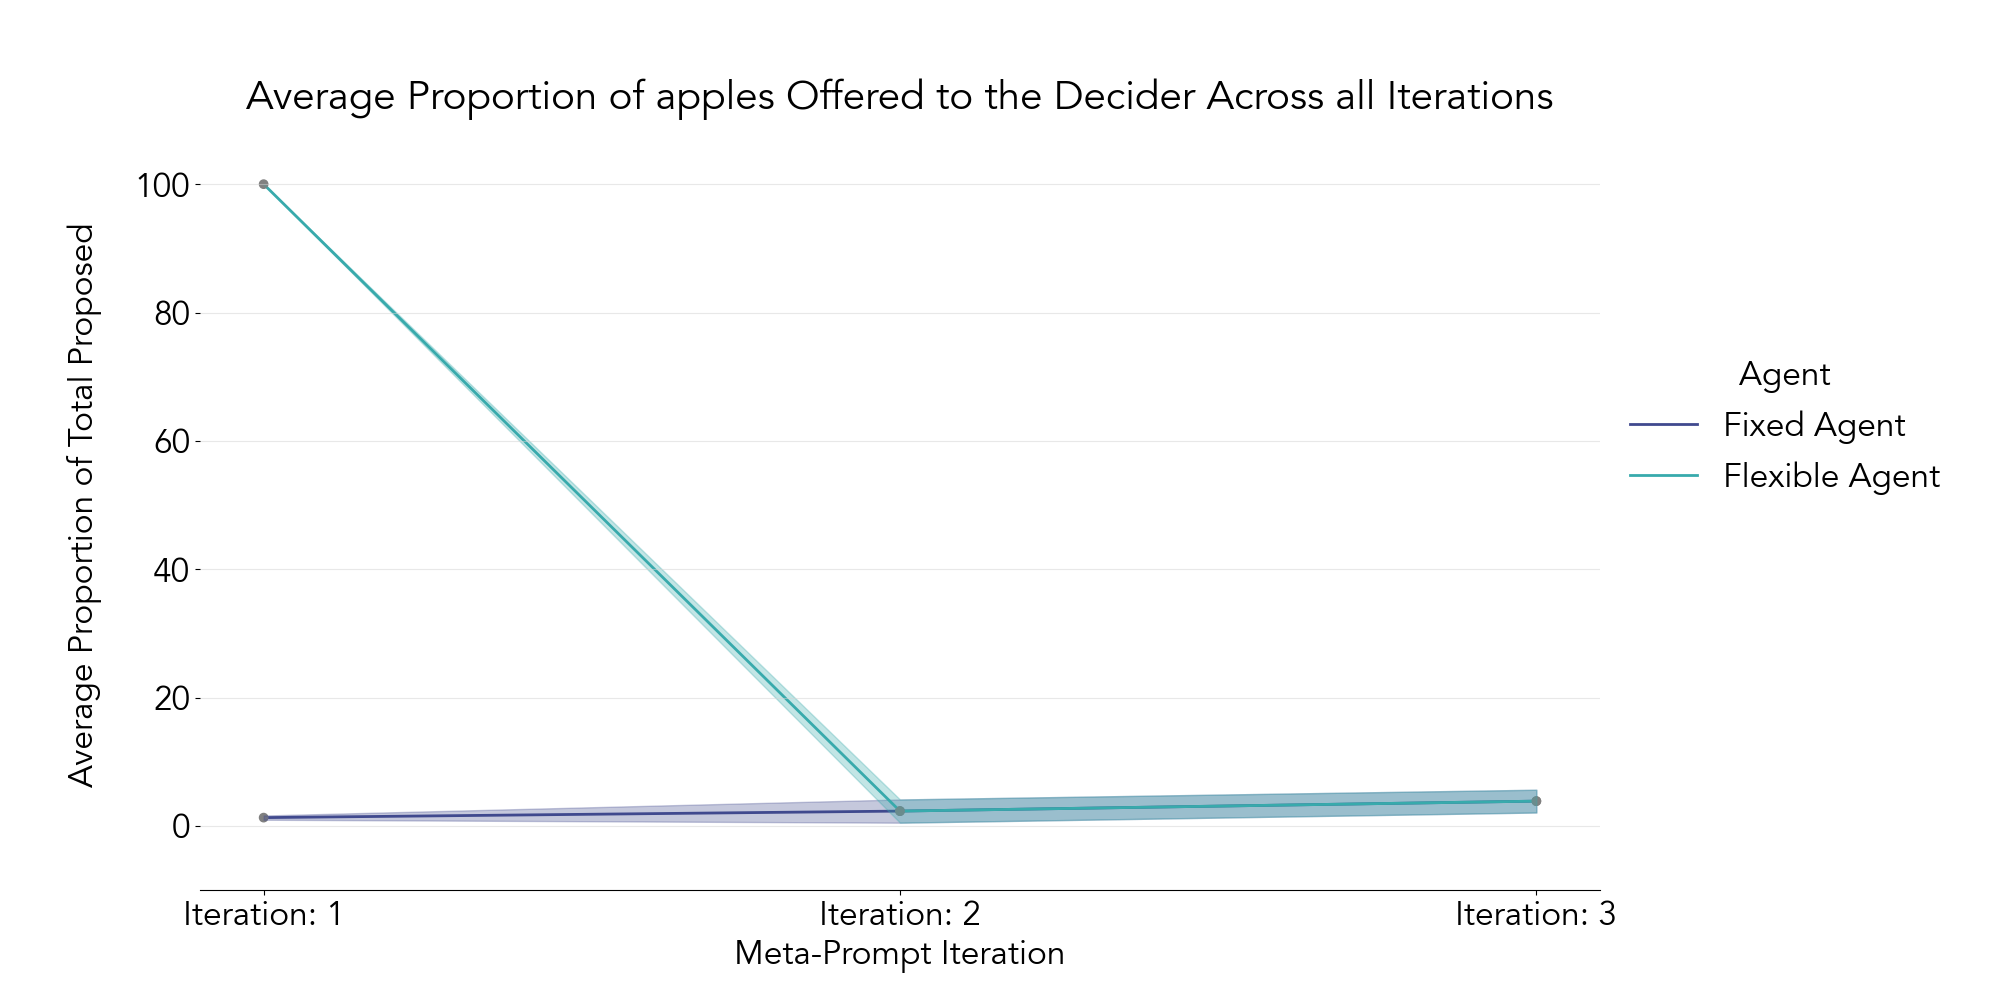 Average Proportion of apples Offered to the Decider Across all Iterations
Average Proportion of Total Proposed
100
80
60
40
20
0
Iteration: 1
Iteration: 2
Iteration: 3
Meta-Prompt Iteration
Agent
Fixed Agent
Flexible Agent